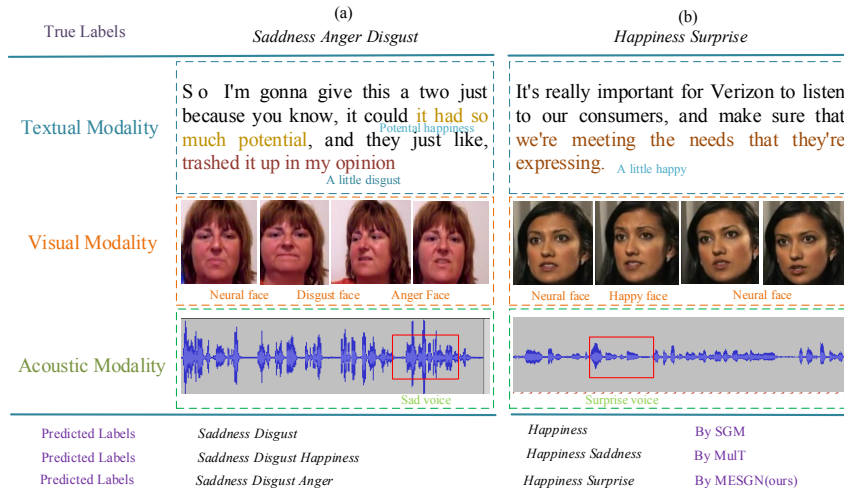 (a)
(b)
True Labels
Saddness Anger Disgust
Happiness Surprise
Textual Modality
So I'm gonna give this a two just
because you know, it could it had so
Potental happiness
much potential, and they just like,
trashed it up in my opinion
A little disgust
It's really important for Verizon to listen
to our consumers, and make sure that
we're meeting the needs that they're
expressing.
A little happy
Visual Modality
Neural face Disgust face Anger Face
Neural face Happy face Neural face
Acoustic Modality
Sad voice
Surprise voice
Predicted Labels Saddness Disgust Happiness By SGM
Predicted Labels Saddness Disgust Happiness Happiness Saddness By MulT
Predicted Labels Saddness Disgust Anger Happiness Surprise By MESGN(ours)